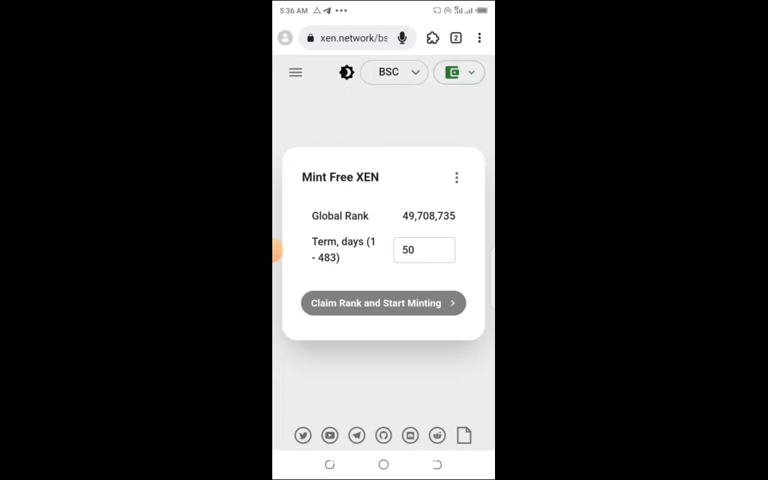 5:36 AM
xen.network/bs
2
BSC
Mint Free XEN
Global Rank 49,708,735
Term, days (1 - 483) 50
Claim Rank and Start Minting